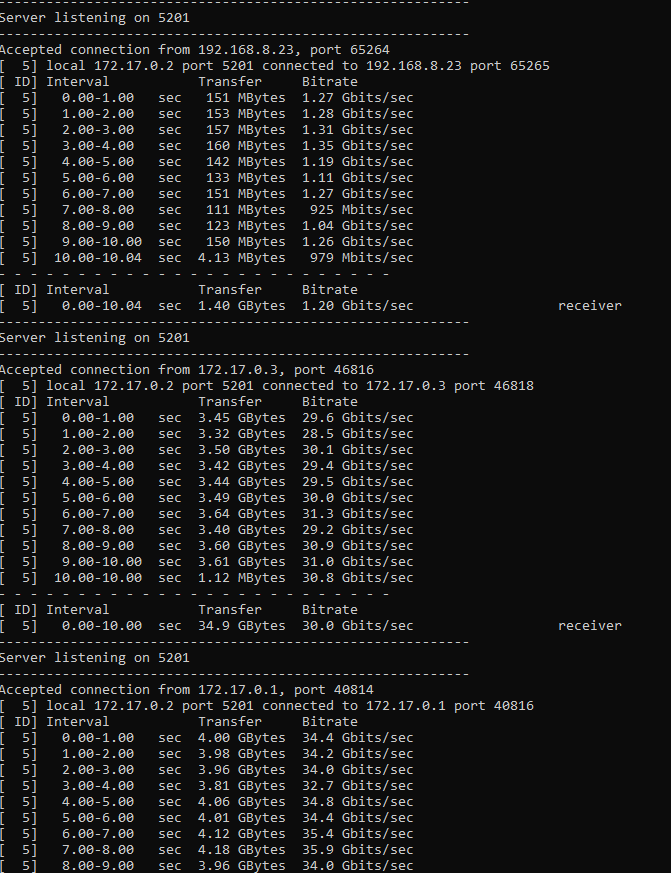 -----------------------------------------------------------
Server listening on 5201
-----------------------------------------------------------
Accepted connection from 192.168.8.23, port 65264
[  5] local 172.17.0.2 port 5201 connected to 192.168.8.23 port 65265
[ ID] Interval           Transfer     Bitrate
[  5]   0.00-1.00   sec   151 MBytes  1.27 Gbits/sec
[  5]   1.00-2.00   sec   153 MBytes  1.28 Gbits/sec
[  5]   2.00-3.00   sec   157 MBytes  1.31 Gbits/sec
[  5]   3.00-4.00   sec   160 MBytes  1.35 Gbits/sec
[  5]   4.00-5.00   sec   142 MBytes  1.19 Gbits/sec
[  5]   5.00-6.00   sec   133 MBytes  1.11 Gbits/sec
[  5]   6.00-7.00   sec   151 MBytes  1.27 Gbits/sec
[  5]   7.00-8.00   sec   111 MBytes   925 Mbits/sec
[  5]   8.00-9.00   sec   123 MBytes  1.04 Gbits/sec
[  5]   9.00-10.00  sec   150 MBytes  1.26 Gbits/sec
[  5]  10.00-10.04  sec  4.13 MBytes   979 Mbits/sec
- - - - - - - - - - - - - - - - - - - - - - - - -
[ ID] Interval           Transfer     Bitrate
[  5]   0.00-10.04  sec  1.40 GBytes  1.20 Gbits/sec                  receiver
-----------------------------------------------------------
Server listening on 5201
-----------------------------------------------------------
Accepted connection from 172.17.0.3, port 46816
[  5] local 172.17.0.2 port 5201 connected to 172.17.0.3 port 46818
[ ID] Interval           Transfer     Bitrate
[  5]   0.00-1.00   sec  3.45 GBytes  29.6 Gbits/sec
[  5]   1.00-2.00   sec  3.32 GBytes  28.5 Gbits/sec
[  5]   2.00-3.00   sec  3.50 GBytes  30.1 Gbits/sec
[  5]   3.00-4.00   sec  3.42 GBytes  29.4 Gbits/sec
[  5]   4.00-5.00   sec  3.44 GBytes  29.5 Gbits/sec
[  5]   5.00-6.00   sec  3.49 GBytes  30.0 Gbits/sec
[  5]   6.00-7.00   sec  3.64 GBytes  31.3 Gbits/sec
[  5]   7.00-8.00   sec  3.40 GBytes  29.2 Gbits/sec
[  5]   8.00-9.00   sec  3.60 GBytes  30.9 Gbits/sec
[  5]   9.00-10.00  sec  3.61 GBytes  31.0 Gbits/sec
[  5]  10.00-10.00  sec  1.12 MBytes  30.8 Gbits/sec
- - - - - - - - - - - - - - - - - - - - - - - - -
[ ID] Interval           Transfer     Bitrate
[  5]   0.00-10.00  sec  34.9 GBytes  30.0 Gbits/sec                  receiver
-----------------------------------------------------------
Server listening on 5201
-----------------------------------------------------------
Accepted connection from 172.17.0.1, port 40814
[  5] local 172.17.0.2 port 5201 connected to 172.17.0.1 port 40816
[ ID] Interval           Transfer     Bitrate
[  5]   0.00-1.00   sec  4.00 GBytes  34.4 Gbits/sec
[  5]   1.00-2.00   sec  3.98 GBytes  34.2 Gbits/sec
[  5]   2.00-3.00   sec  3.96 GBytes  34.0 Gbits/sec
[  5]   3.00-4.00   sec  3.81 GBytes  32.7 Gbits/sec
[  5]   4.00-5.00   sec  4.06 GBytes  34.8 Gbits/sec
[  5]   5.00-6.00   sec  4.01 GBytes  34.4 Gbits/sec
[  5]   6.00-7.00   sec  4.12 GBytes  35.4 Gbits/sec
[  5]   7.00-8.00   sec  4.18 GBytes  35.9 Gbits/sec
[  5]   8.00-9.00   sec  3.96 GBytes  34.0 Gbits/sec